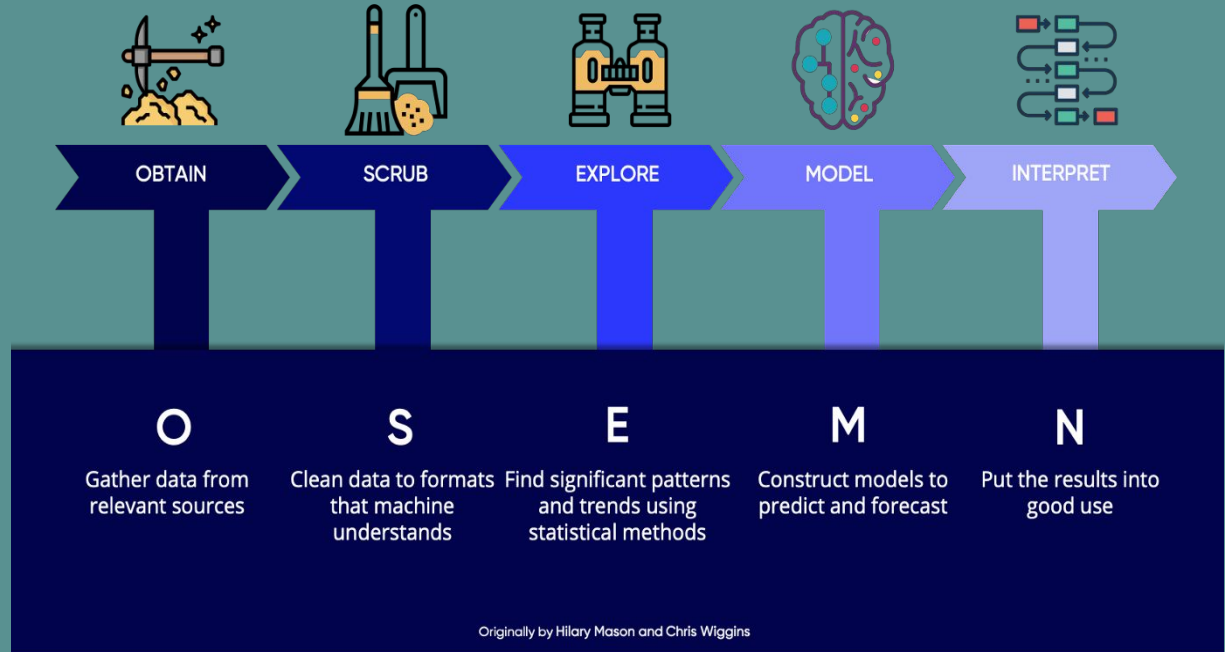 OBTAIN
SCRUB
EXPLORE
MODEL
INTERPRET
O
Gather data from
relevant sources
S
Clean data to formats
that machine
understands
E
Find significant patterns
and trends using
statistical methods
M
Construct models to
predict and forecast
N
Put the results into
good use
Originally by Hilary Mason and Chris Wiggins